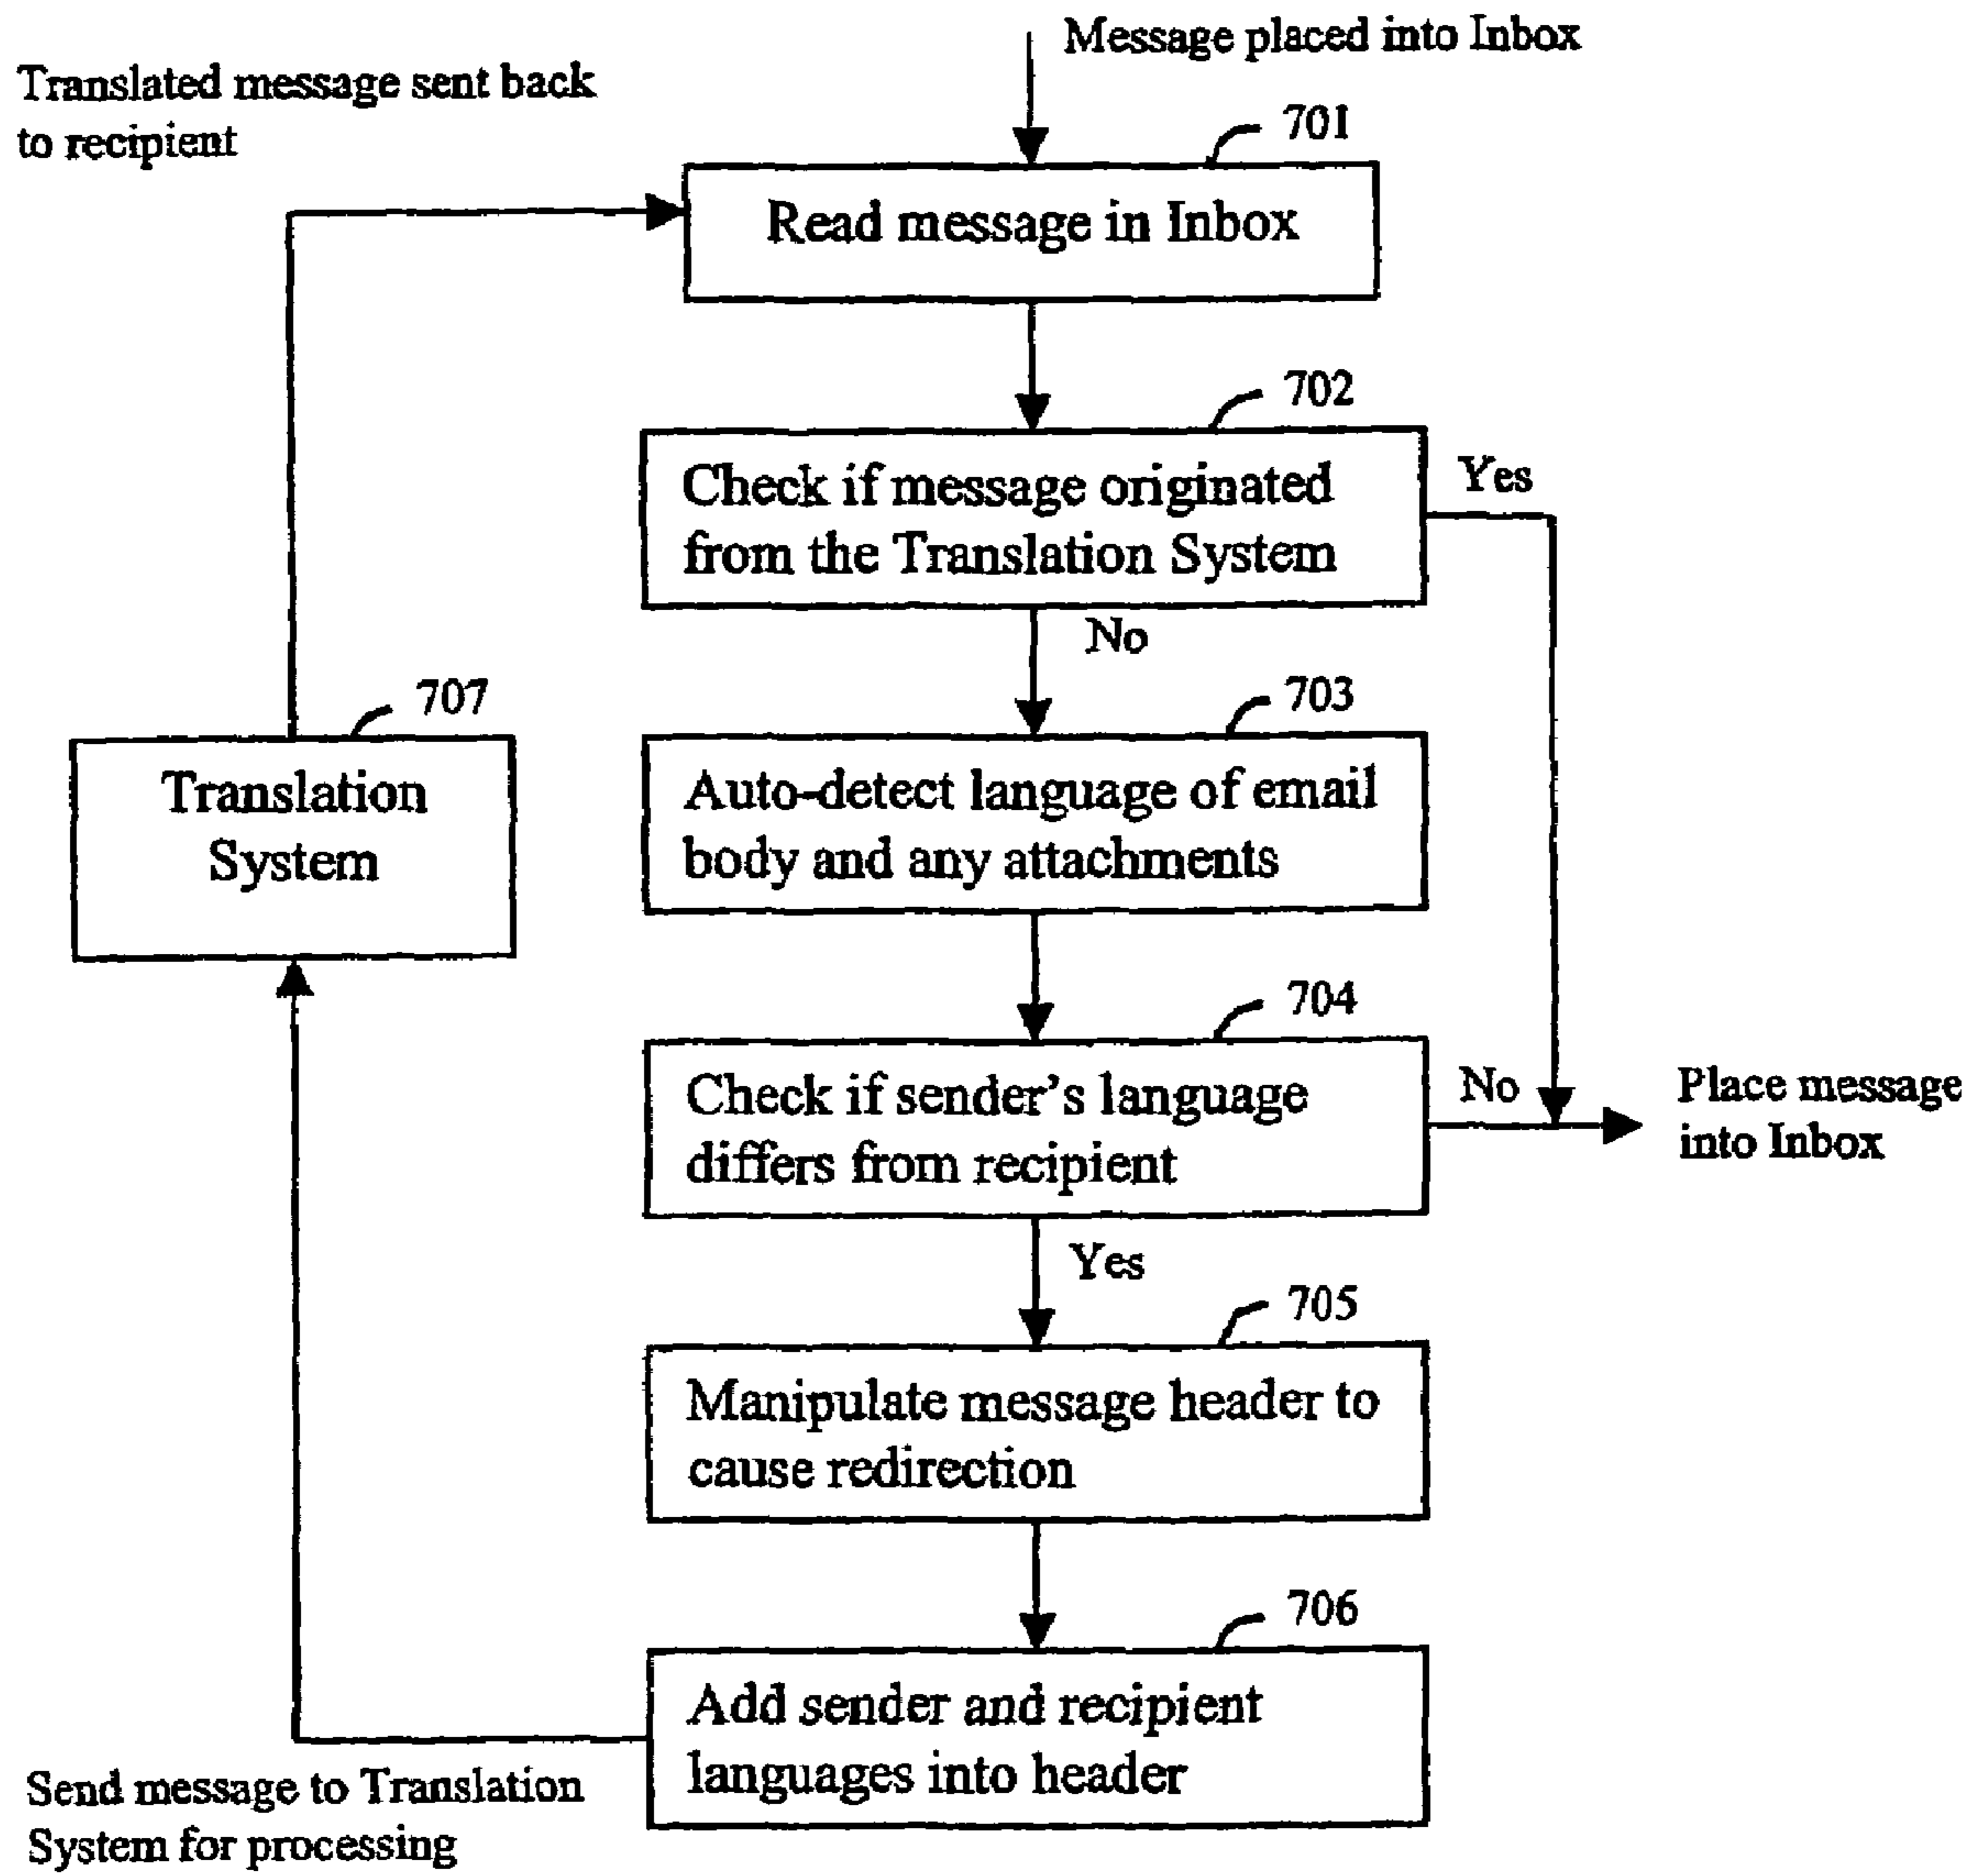 Message placed into Inbox
Translated message sent back
to recipient
701
Read message in Inbox
702
Check if message originated
from the Translation System
Yes
No
707
Translation
System
703
Auto-detect language of email
body and any attachments
704
Check if sender's language
differs from recipient
No
Place message
into Inbox
Yes
705
Manipulate message header to
cause redirection
706
Add sender and recipient
languages into header
Send message to Translation
System for processing